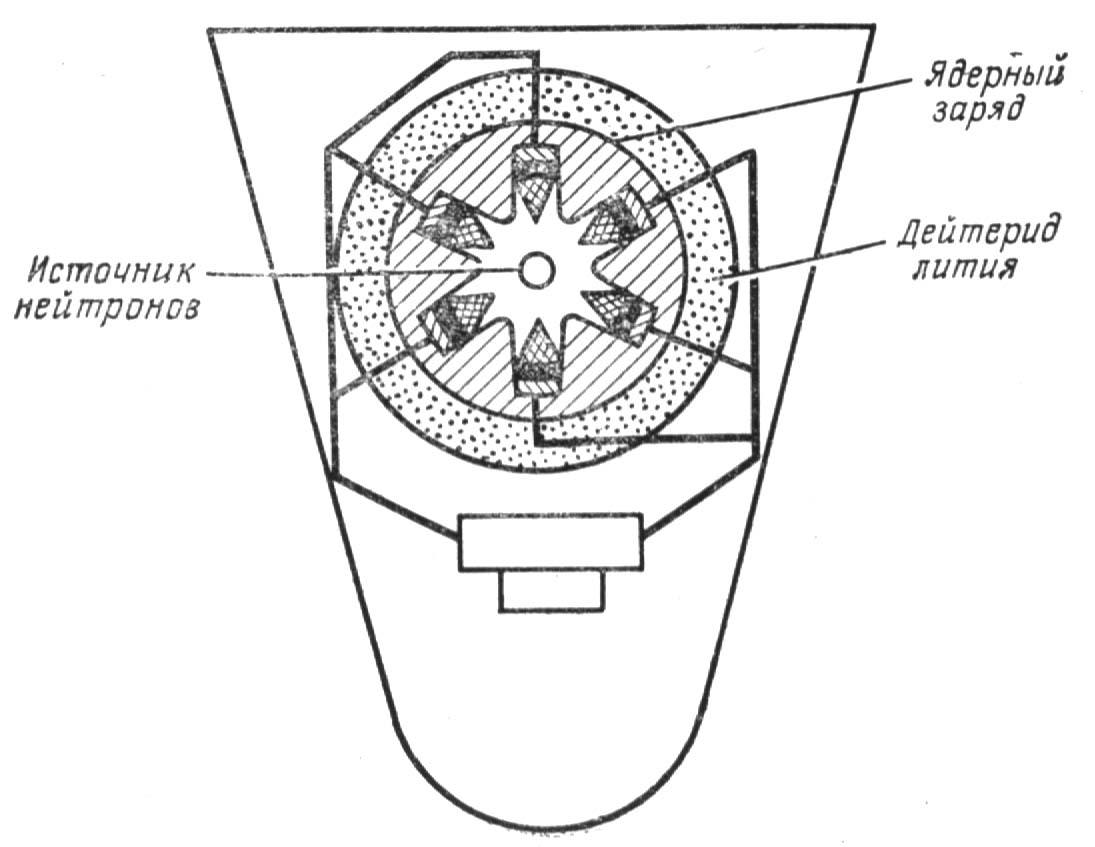 Ядерный
заряд
Дейтерид
лития
Источник
нейтронов